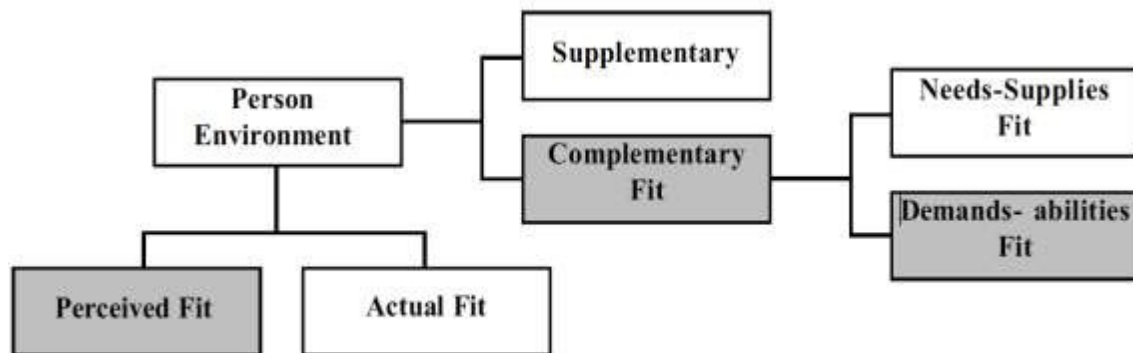 Supplementary
Person
Environment
Needs-Supplies
Fit
Complementary
Fit
Demands- abilities
Fit
Perceived Fit
Actual Fit